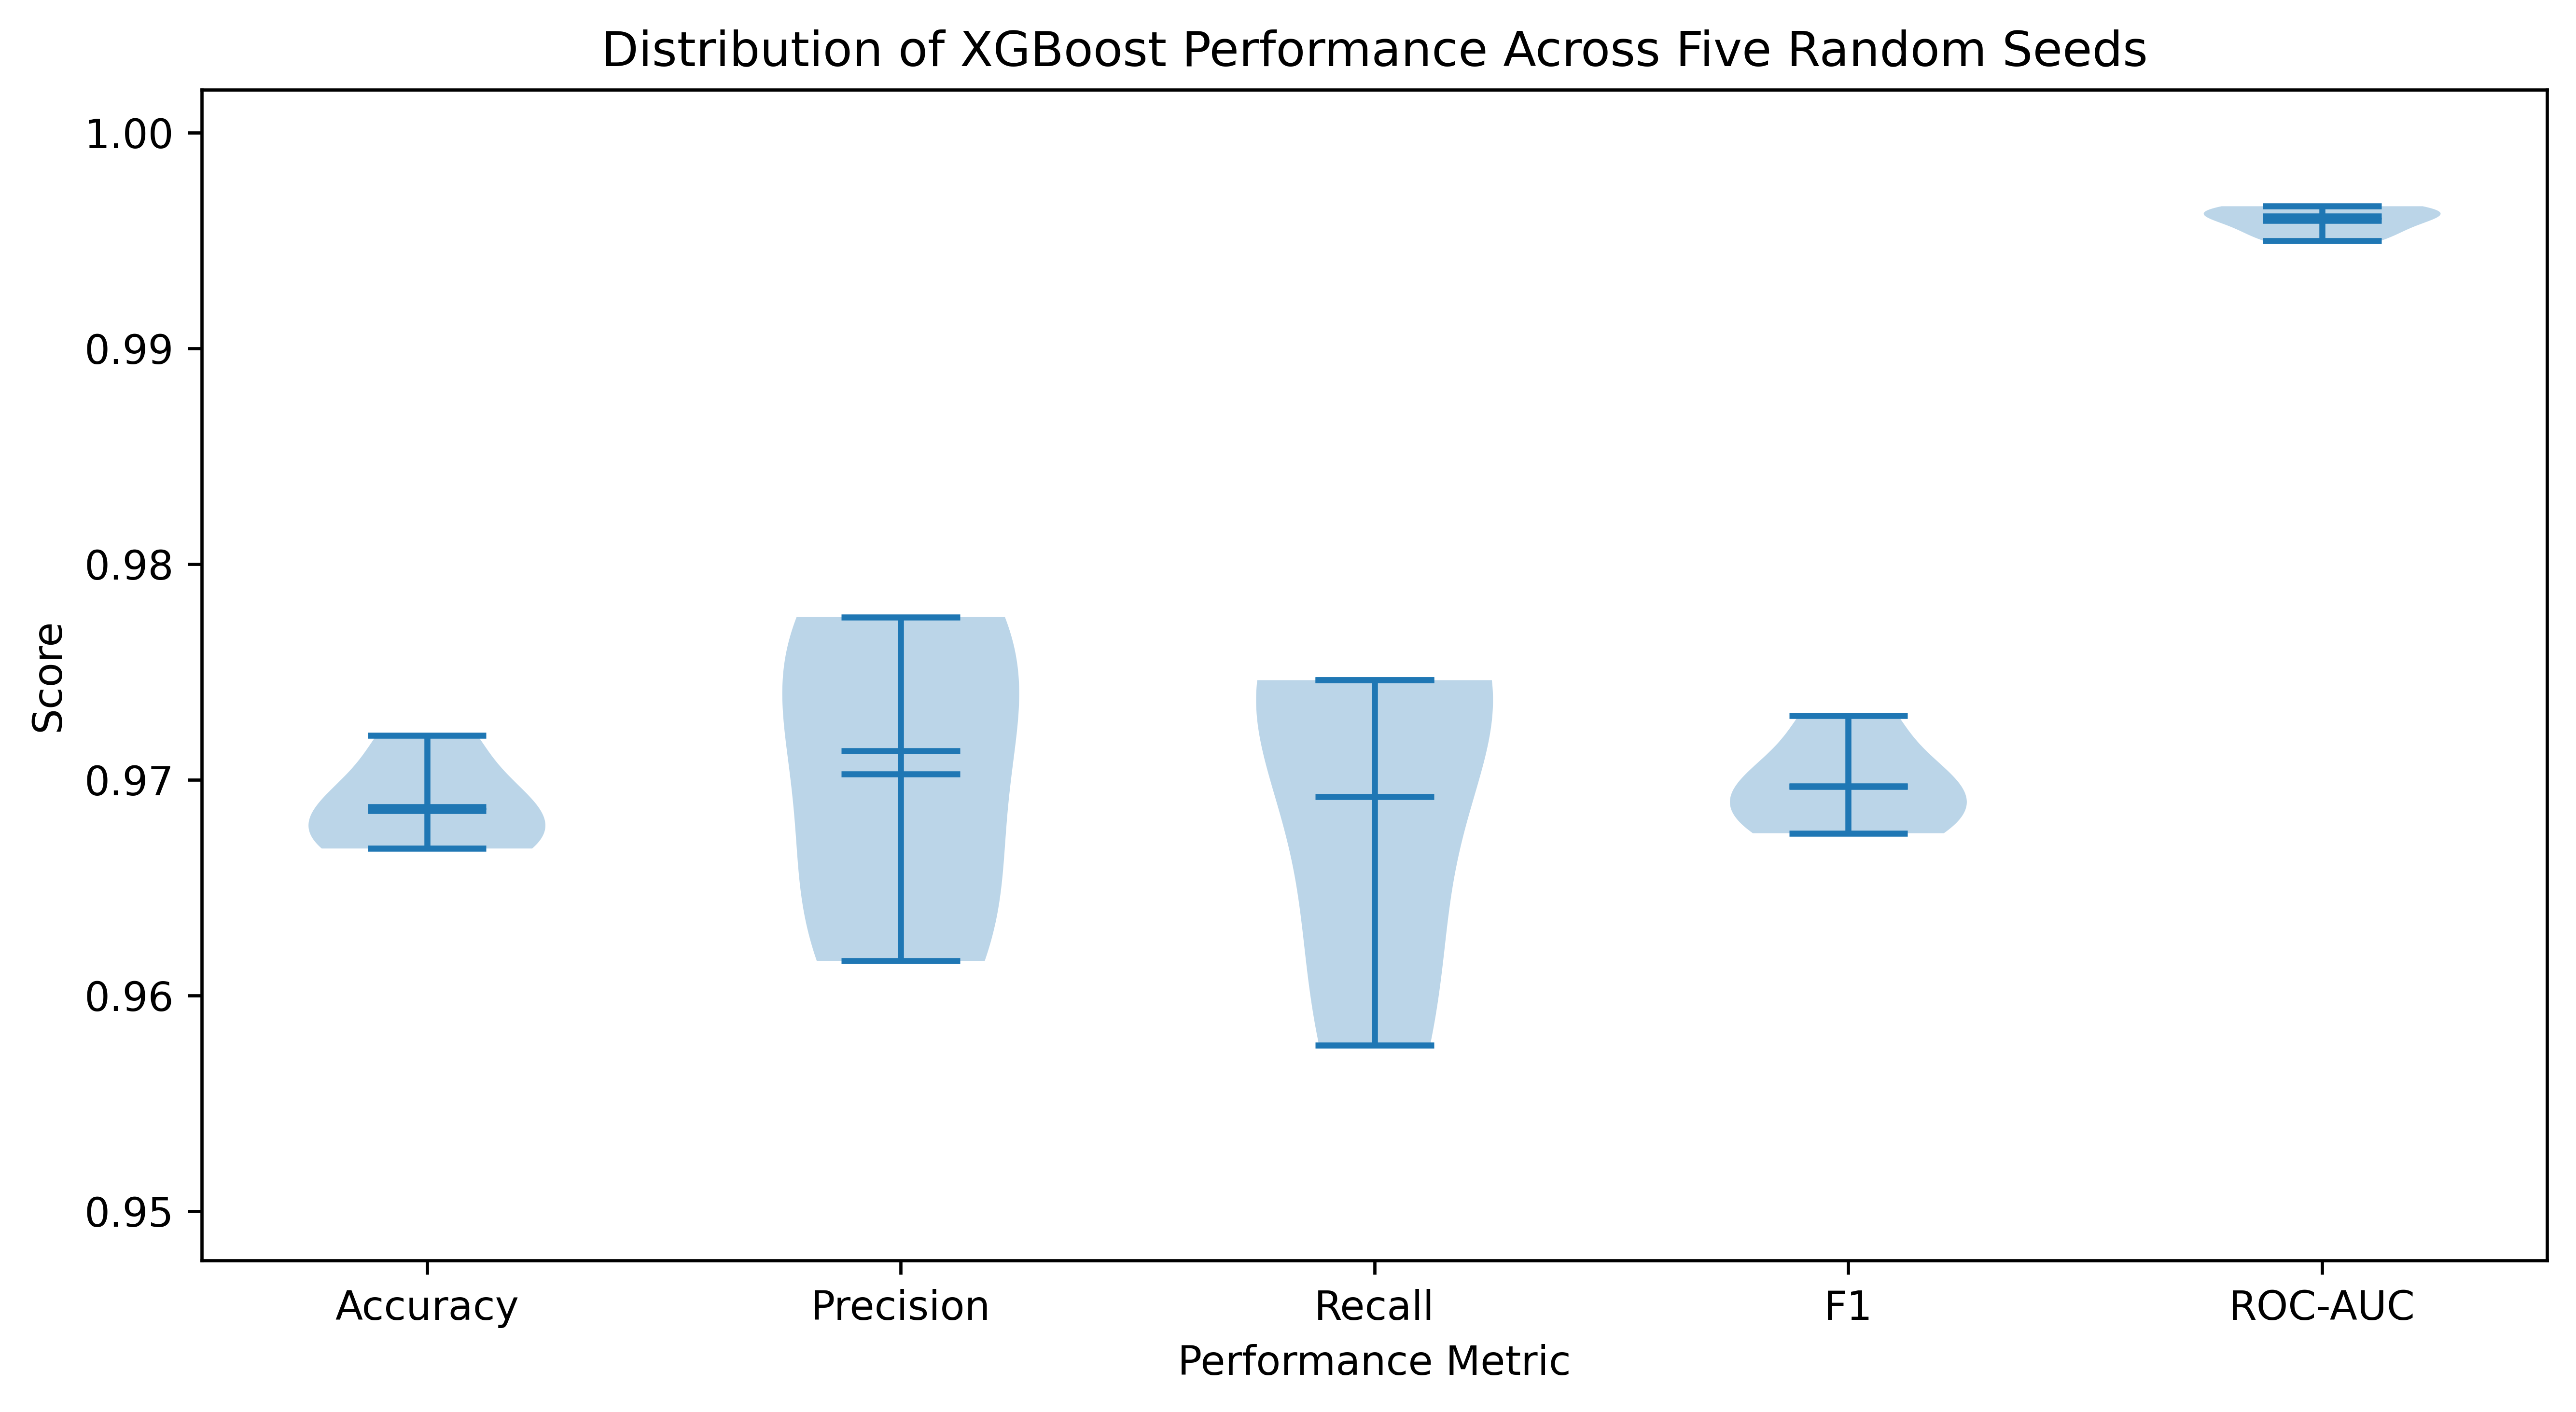 Distribution of XGBoost Performance Across Five Random Seeds
1.00
0.99
0.98
0.97
0.96
0.95
Score
Accuracy Precision Recall F1 ROC-AUC
Performance Metric